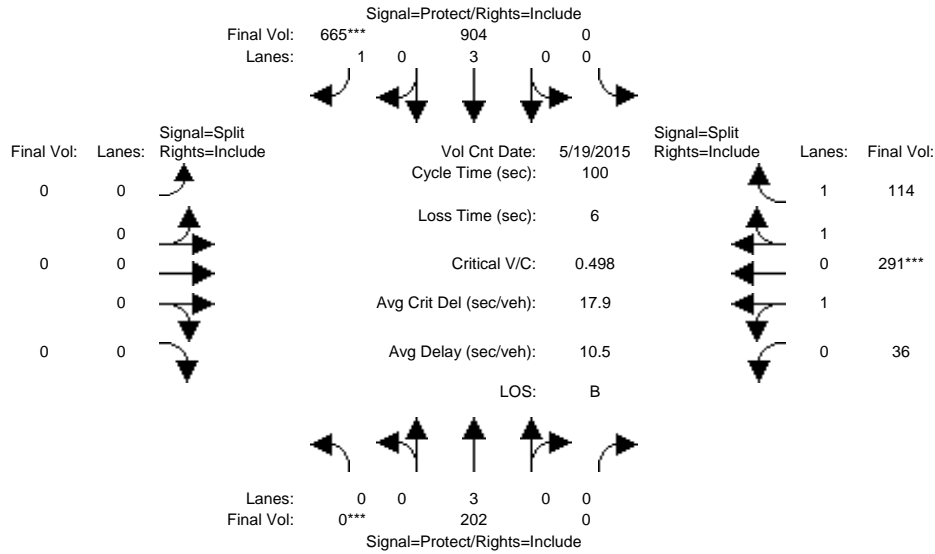 Signal=Protect/Rights=Include
Final Vol: 665*** 904 0
Lanes: 1 0 3 0 0
Signal=Split Signal=Split
Final Vol: Lanes: Rights=Include Vol Cnt Date: 5/19/2015 Rights=Include Lanes: Final Vol:
Cycle Time (sec): 100
0 0 1 114
Loss Time (sec): 6
0 1
0 0 Critical V/C: 0.498 0 291***
0 Avg Crit Del (sec/veh): 17.9 1
0 0 Avg Delay (sec/veh): 10.5 0 36
LOS: B
Lanes: 0 0 3 0 0
Final Vol: 0*** 202 0
Signal=Protect/Rights=Include